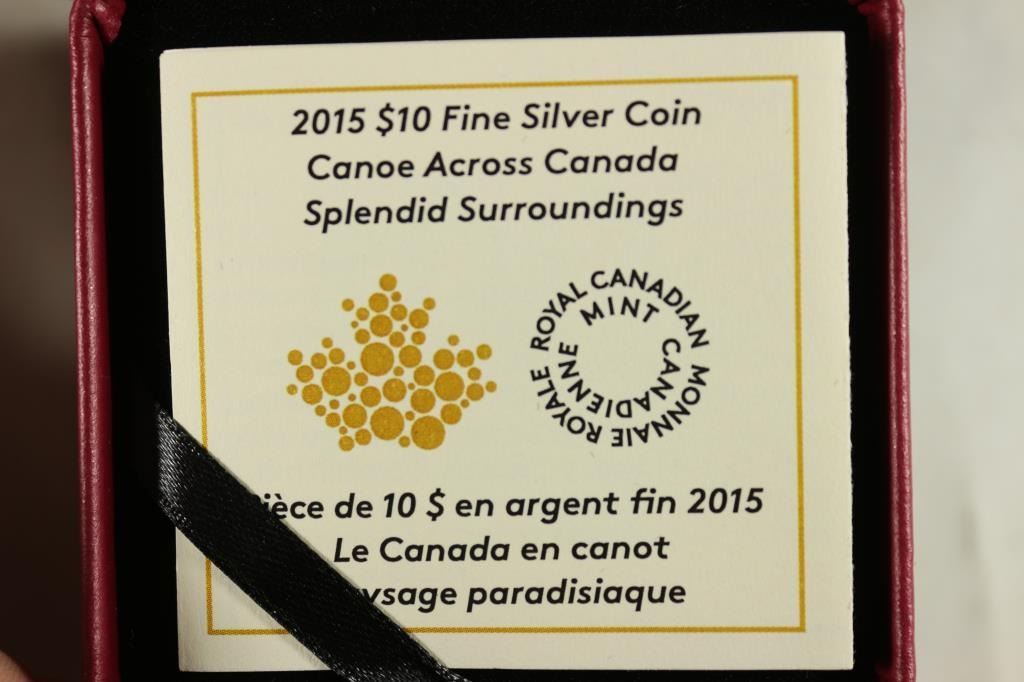 2015 $10 Fine Silver Coin
Canoe Across Canada
Splendid Surroundings
ROYAL CANADIAN MINT
MONNAIE ROYALE CANADIENNE
de 10 $ en argent fin 2015
Le Canada en canot
paradisiaque